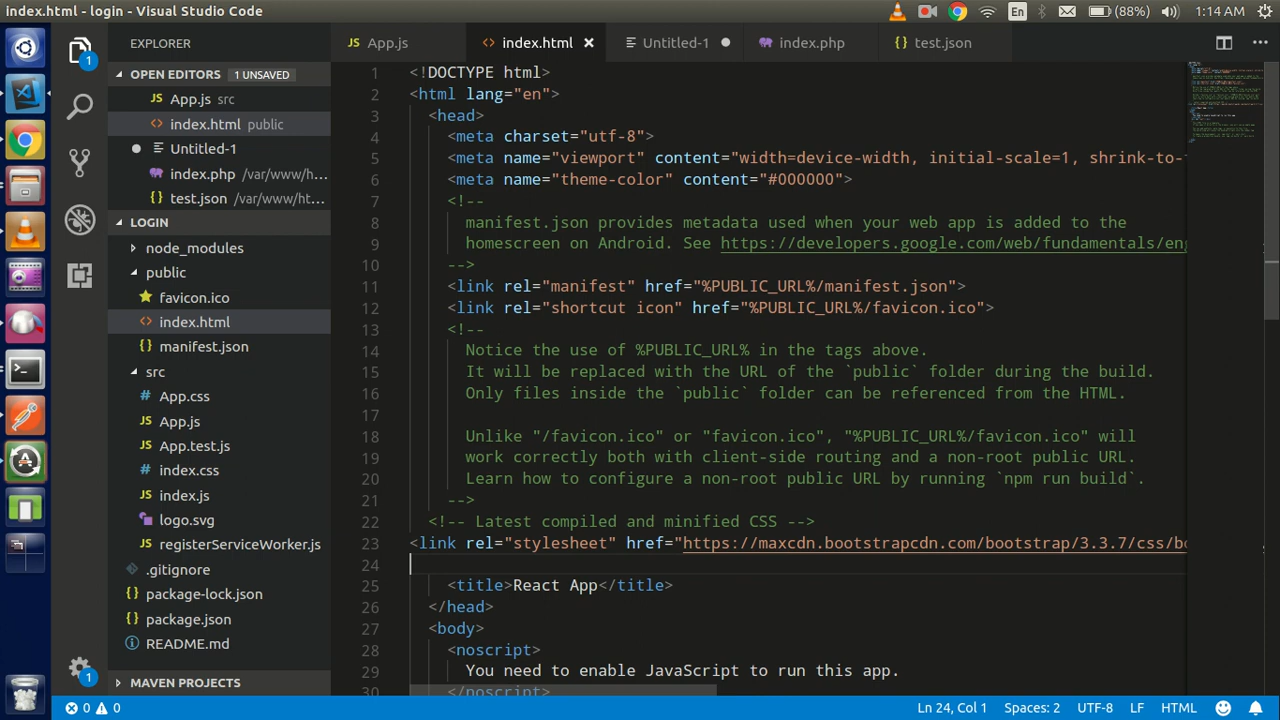 index.html - login - Visual Studio Code
En
(88%)
1:14 AM
EXPLORER
App.js
index.html
Untitled-1
index.php
test.json
OPEN EDITORS
1 UNSAVED
App.js src
index.html public
Untitled-1
index.php /var/www/h...
test.json /var/www/ht...
LOGIN
node_modules
public
favicon.ico
index.html
manifest.json
src
App.css
App.js
App.test.js
index.css
index.js
logo.svg
registerServiceWorker.js
.gitignore
package-lock.json
package.json
README.md
MAVEN PROJECTS
1
1
1 <!DOCTYPE html>
2 <html lang="en">
3 <head>
4 <meta charset="utf-8">
5 <meta name="viewport" content="width=device-width, initial-scale=1, shrink-to-
6 <meta name="theme-color" content="#000000">
7 <!--
8 manifest.json provides metadata used when your web app is added to the
9 homescreen on Android. See https://developers.google.com/web/fundamentals/eng
10 -->
11 <link rel="manifest" href="%PUBLIC_URL%/manifest.json">
12 <link rel="shortcut icon" href="%PUBLIC_URL%/favicon.ico">
13 <!--
14 Notice the use of %PUBLIC_URL% in the tags above.
15 It will be replaced with the URL of the `public` folder during the build.
16 Only files inside the `public` folder can be referenced from the HTML.
17
18 Unlike "/favicon.ico" or "favicon.ico", "%PUBLIC_URL%/favicon.ico" will
19 work correctly both with client-side routing and a non-root public URL.
20 Learn how to configure a non-root public URL by running `npm run build`.
21 -->
22 <!-- Latest compiled and minified CSS -->
23 <link rel="stylesheet" href="https://maxcdn.bootstrapcdn.com/bootstrap/3.3.7/css/bo
24
25 <title>React App</title>
26 </head>
27 <body>
28 <noscript>
29 You need to enable JavaScript to run this app.
30 </noscript>
0 0
Ln 24, Col 1
Spaces: 2
UTF-8
LF
HTML